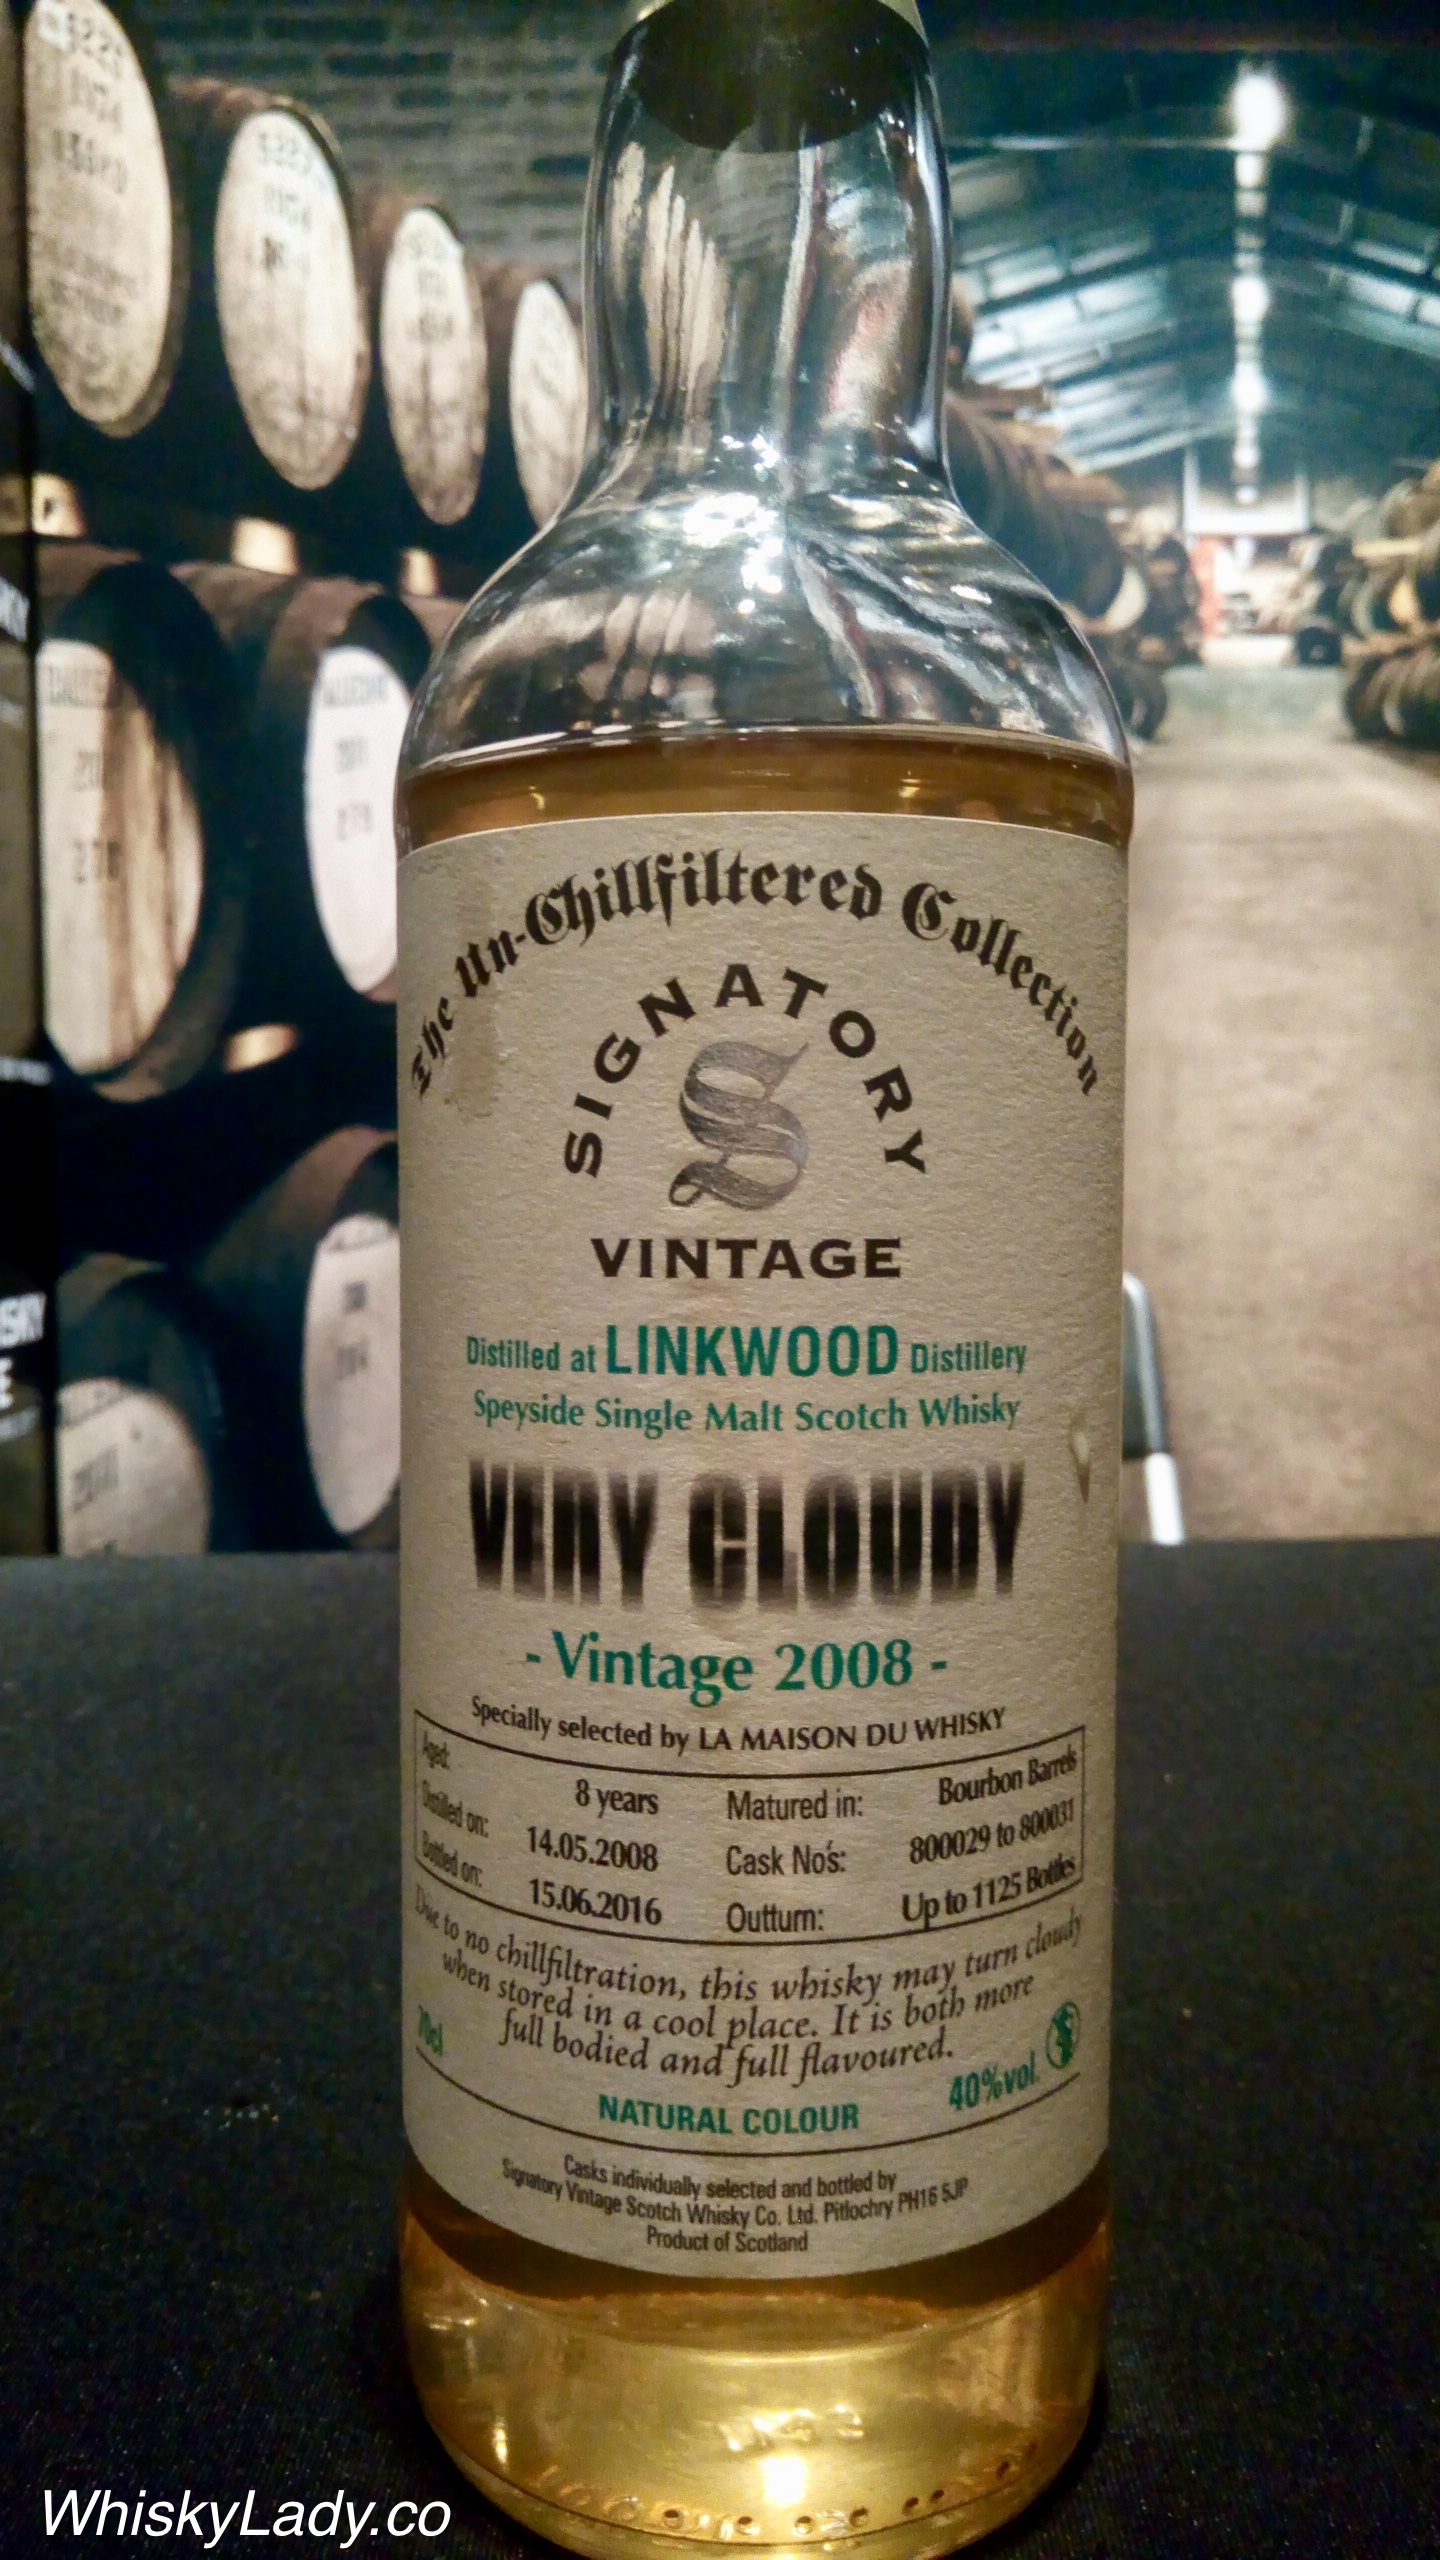 The Un-Chillfiltered Collection
SIGNATORY
S
VINTAGE
Distilled at LINKWOOD Distillery
Speyside Single Malt Scotch Whisky
VERY CLOUDY
- Vintage 2008 -
Specially selected by LA MAISON DU WHISKY
Aged: 8 years Matured in: Bourbon Barrels
Distilled on: 14.05.2008 Cask No's: 800029 to 800031
Bottled on: 15.06.2016 Outturn: Up to 1125 Bottles
Due to no chillfiltration, this whisky may turn cloudy
when stored in a cool place. It is both more
full bodied and full flavoured.
70cl NATURAL COLOUR 40%vol.
Casks individually selected and bottled by
Signatory Vintage Scotch Whisky Co. Ltd. Pitlochry PH16 5JP
Product of Scotland
WhiskyLady.co